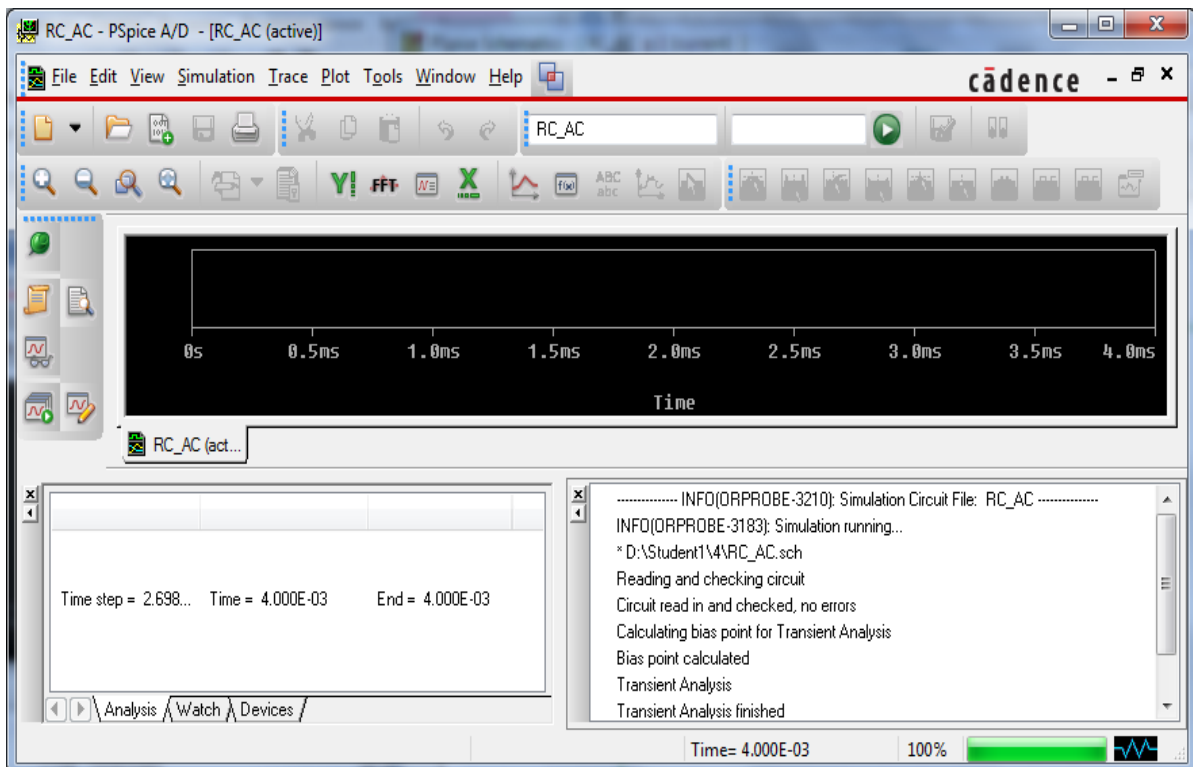 RC_AC - PSpice A/D - [RC_AC (active)]
File Edit View Simulation Trace Plot Tools Window Help
cādence
RC_AC
FFT
f(x)
ABC
abc
0s 0.5ms 1.0ms 1.5ms 2.0ms 2.5ms 3.0ms 3.5ms 4.0ms
Time
RC_AC (act...
Time step = 2.698... Time = 4.000E-03 End = 4.000E-03
Analysis Watch Devices
--------------- INFO(ORPROBE-3210): Simulation Circuit File: RC_AC ---------------
INFO(ORPROBE-3183): Simulation running...
* D:\Student1\4\RC_AC.sch
Reading and checking circuit
Circuit read in and checked, no errors
Calculating bias point for Transient Analysis
Bias point calculated
Transient Analysis
Transient Analysis finished
Time= 4.000E-03 100%